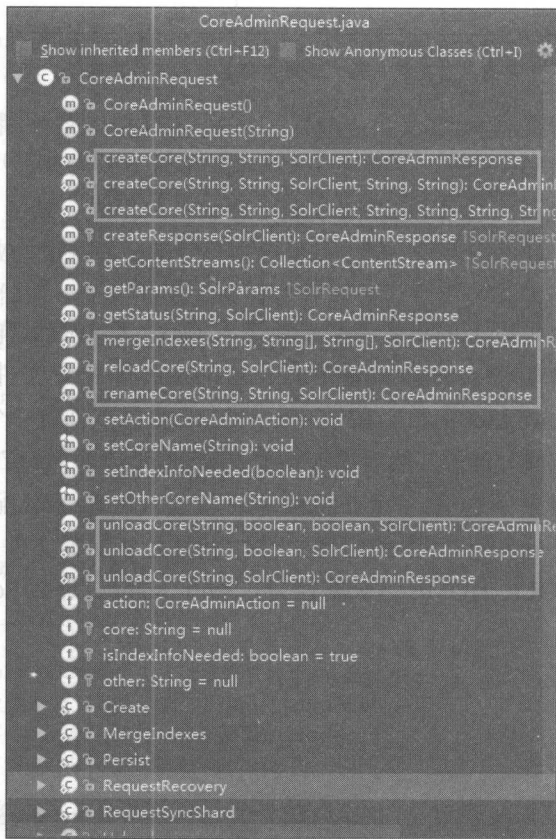 CoreAdminRequest.java
Show inherited members (Ctrl+F12) Show Anonymous Classes (Ctrl+I)
CoreAdminRequest
CoreAdminRequest()
CoreAdminRequest(String)
createCore(String, String, SolrClient): CoreAdminResponse
createCore(String, String, SolrClient, String, String): CoreAdminR
createCore(String, String, SolrClient, String, String, String, String
createResponse(SolrClient): CoreAdminResponse ↑SolrRequest
getContentStreams(): Collection<ContentStream> ↑SolrRequest
getParams(): SolrParams ↑SolrRequest
getStatus(String, SolrClient): CoreAdminResponse
mergeIndexes(String, String[], String[], SolrClient): CoreAdminR
reloadCore(String, SolrClient): CoreAdminResponse
renameCore(String, String, SolrClient): CoreAdminResponse
setAction(CoreAdminAction): void
setCoreName(String): void
setIndexInfoNeeded(boolean): void
setOtherCoreName(String): void
unloadCore(String, boolean, boolean, SolrClient): CoreAdminRe
unloadCore(String, boolean, SolrClient): CoreAdminResponse
unloadCore(String, SolrClient): CoreAdminResponse
action: CoreAdminAction = null
core: String = null
isIndexInfoNeeded: boolean = true
other: String = null
Create
MergeIndexes
Persist
RequestRecovery
RequestSyncShard